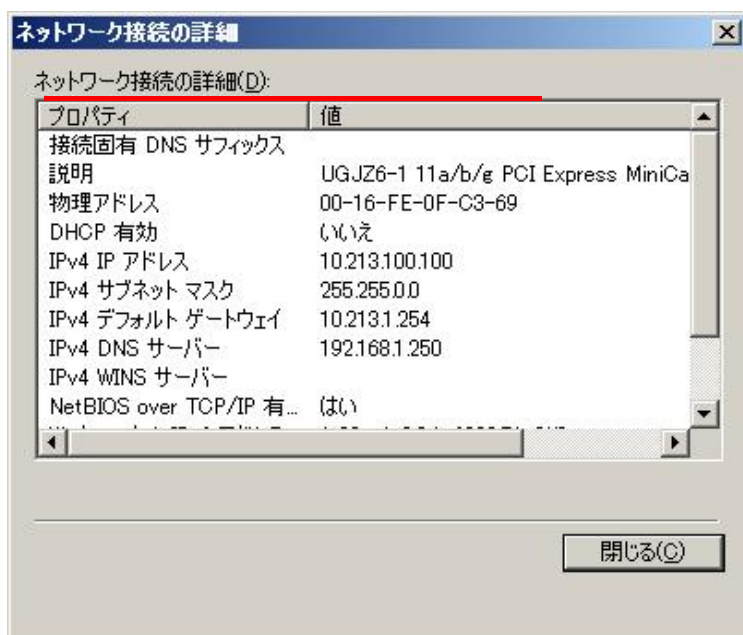 ネットワーク接続の詳細
ネットワーク接続の詳細(D):
プロパティ 値
接続固有 DNS サフィックス
説明 UGJZ6-1 11a/b/g PCI Express MiniCa
物理アドレス 00-16-FE-0F-C3-69
DHCP 有効 いいえ
IPv4 IP アドレス 10.213.100.100
IPv4 サブネット マスク 255.255.0.0
IPv4 デフォルト ゲートウェイ 10.213.1.254
IPv4 DNS サーバー 192.168.1.250
IPv4 WINS サーバー
NetBIOS over TCP/IP 有... はい
閉じる(C)